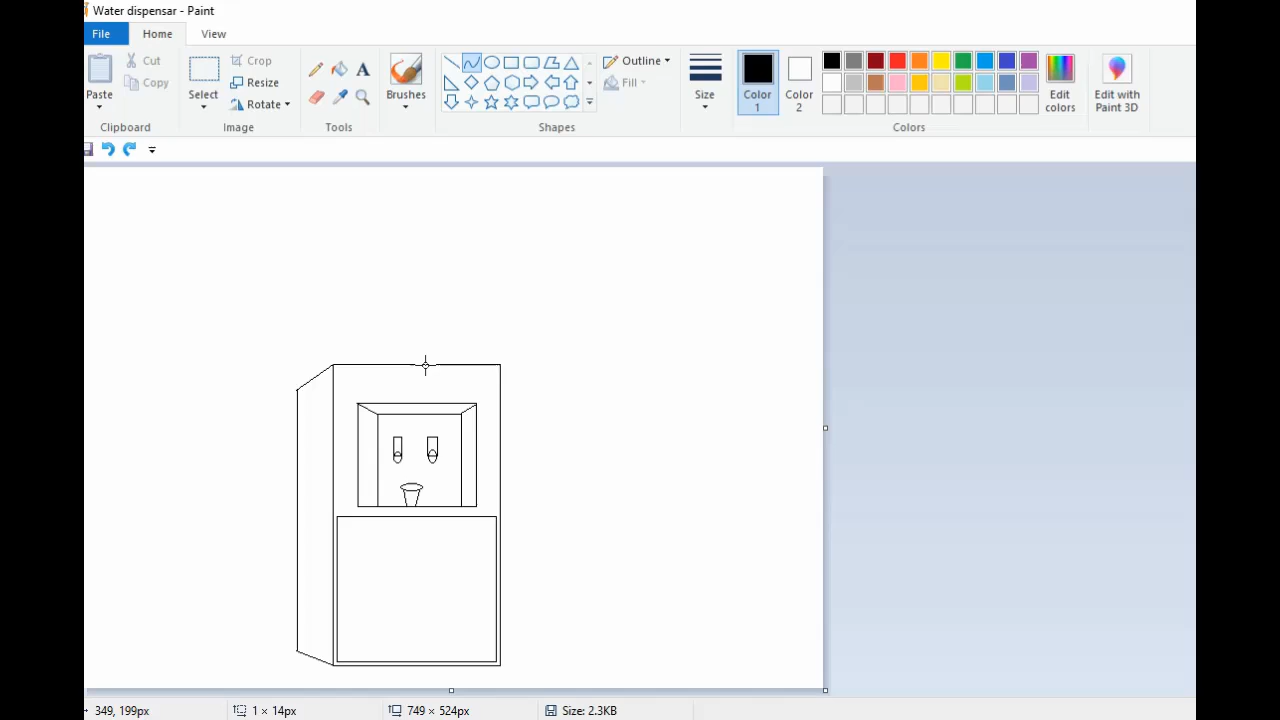 Water dispensar - Paint
File Home View
Paste
Cut
Copy
Clipboard
Select
Crop
Resize
Rotate
Image
A
Tools
Brushes
Outline
Fill
Shapes
Size
Color 1
Color 2
Edit colors
Colors
Edit with Paint 3D
349, 199px
1 × 14px
749 × 524px
Size: 2.3KB